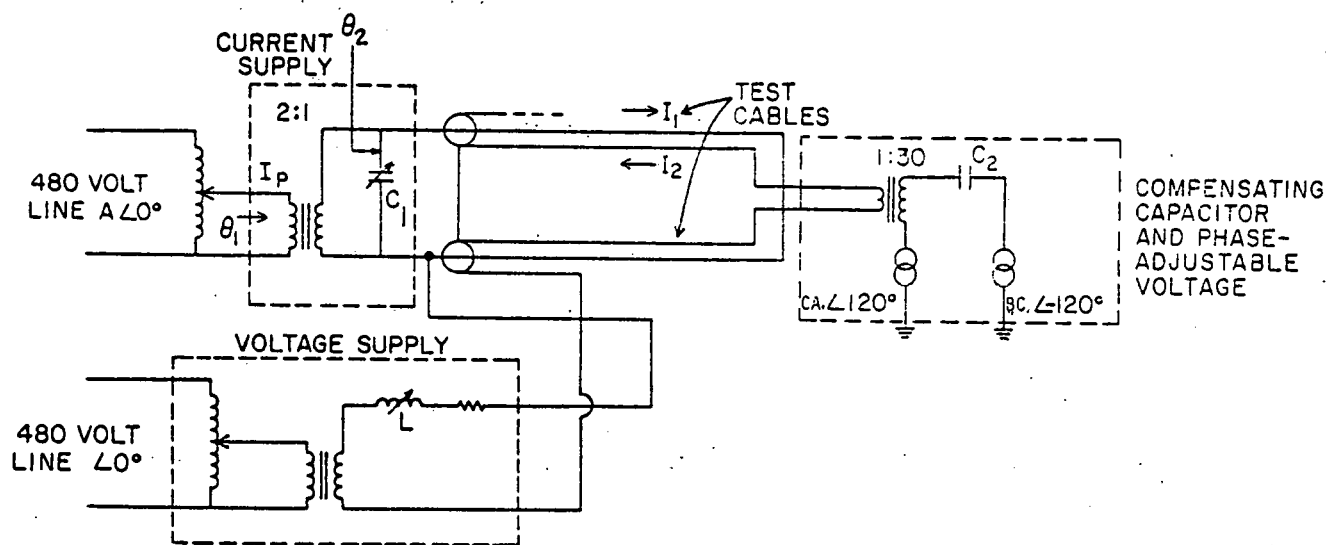 CURRENT
SUPPLY
θ2
2:1
480 VOLT
LINE A∠0°
IP
θ1
C1
→I1
TEST
CABLES
←I2
1:30
C2
CA.∠120°
B.C.∠-120°
COMPENSATING
CAPACITOR
AND PHASE-
ADJUSTABLE
VOLTAGE
VOLTAGE SUPPLY
480 VOLT
LINE ∠0°
L